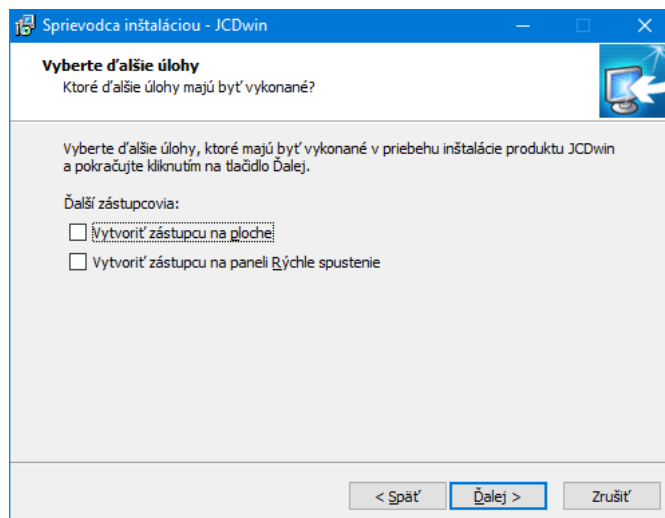 Sprievodca inštaláciou - JCDwin
Vyberte ďalšie úlohy
Ktoré ďalšie úlohy majú byť vykonané?
Vyberte ďalšie úlohy, ktoré majú byť vykonané v priebehu inštalácie produktu JCDwin
a pokračujte kliknutím na tlačidlo Ďalej.
Ďalší zástupcovia:
Vytvoriť zástupcu na ploche
Vytvoriť zástupcu na paneli Rýchle spustenie
< Späť
Ďalej >
Zrušiť